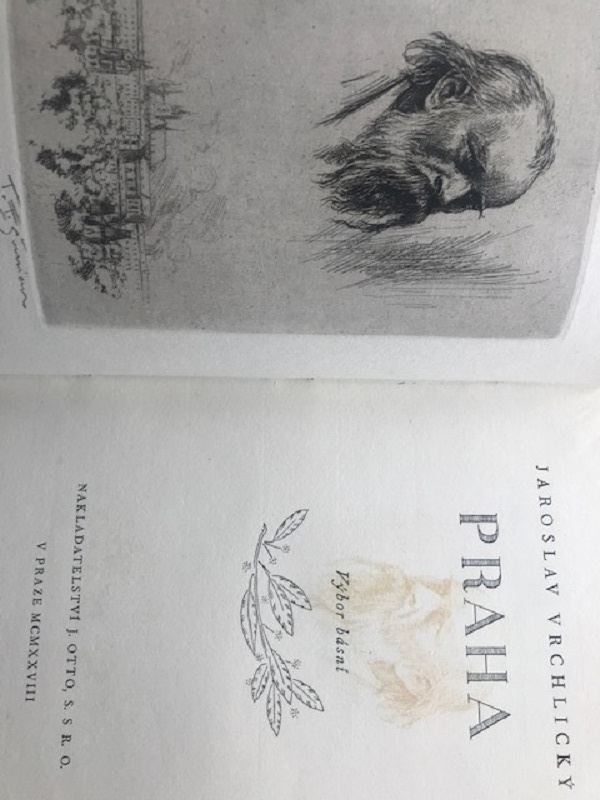 JAROSLAV VRCHLICKÝ
PRAHA
Výbor básní
NAKLADATELSTVÍ J. OTTO, S. S R. O.
V PRAZE MCMXXVIII